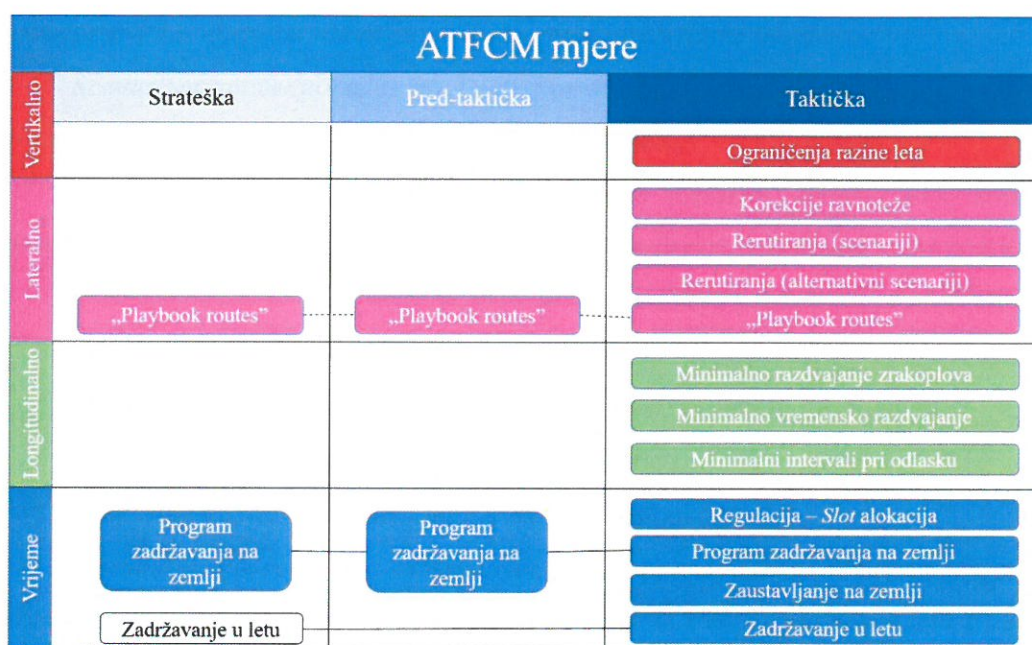 ATFCM mjere
Strateška
Pred-taktička
Taktička
Vertikalno
Ograničenja razine leta
Lateralno
Korekcije ravnoteže
Rerutiranja (scenariji)
Rerutiranja (alternativni scenariji)
„Playbook routes”
„Playbook routes”
„Playbook routes”
Longitudinalno
Minimalno razdvajanje zrakoplova
Minimalno vremensko razdvajanje
Minimalni intervali pri odlasku
Vrijeme
Program
zadržavanja na
zemlji
Program
zadržavanja na
zemlji
Regulacija – Slot alokacija
Program zadržavanja na zemlji
Zaustavljanje na zemlji
Zadržavanje u letu
Zadržavanje u letu